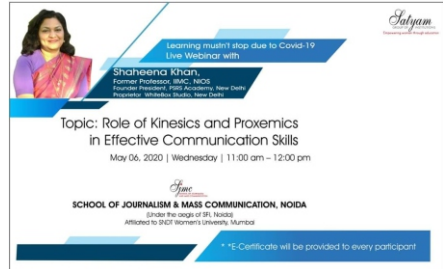 Satyam
Learning mustn't stop due to Covid-19
Live Webinar with
Shaheena Khan,
Former Professor, IIMC, NIOS
Founder President, PSRS Academy, New Delhi
Proprietor WhiteBox Studio, New Delhi
Topic: Role of Kinesics and Proxemics
in Effective Communication Skills
May 06, 2020 | Wednesday | 11:00 am – 12:00 pm
Sjmc
SCHOOL OF JOURNALISM & MASS COMMUNICATION, NOIDA
(Under the aegis of SFI, Noida)
Affiliated to SNDT Women's University, Mumbai
* *E-Certificate will be provided to every participant